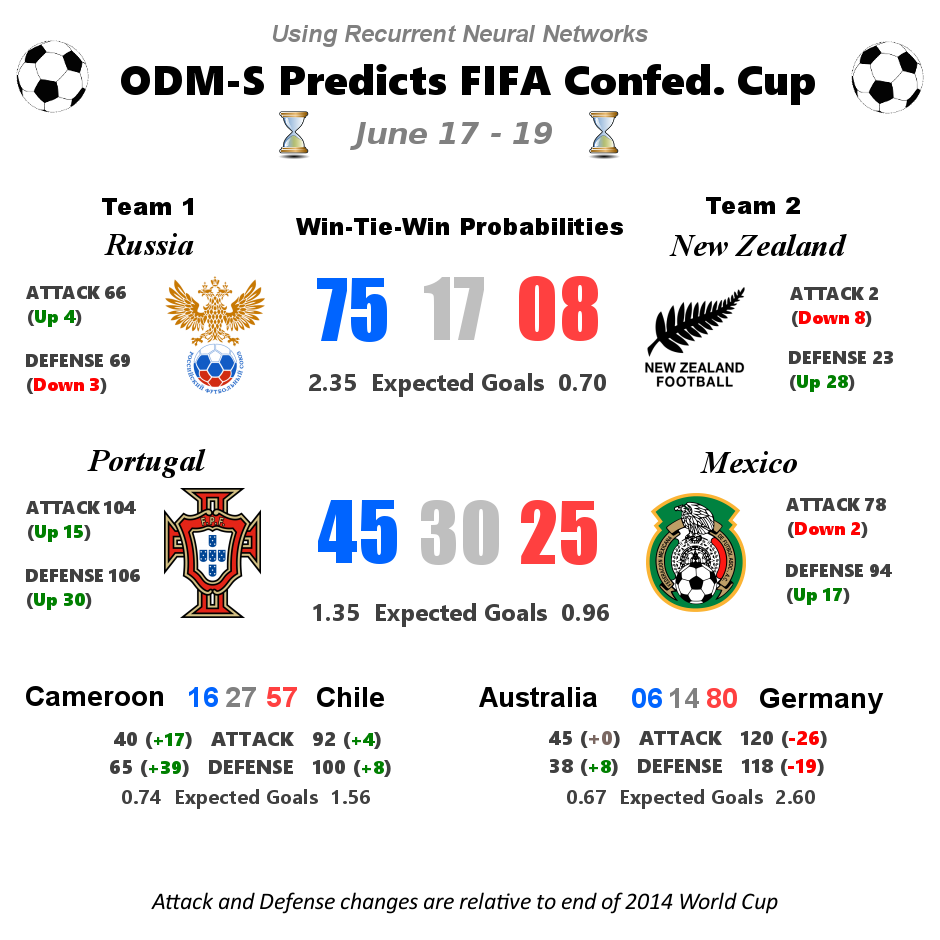 Using Recurrent Neural Networks
ODM-S Predicts FIFA Confed. Cup
June 17 - 19
Team 1
Team 2
Win-Tie-Win Probabilities
Russia
New Zealand
ATTACK 66
(Up 4)
DEFENSE 69
(Down 3)
РОССИЙСКИЙ ФУТБОЛЬНЫЙ СОЮЗ
75 17 08
2.35 Expected Goals 0.70
NEW ZEALAND
FOOTBALL
ATTACK 2
(Down 8)
DEFENSE 23
(Up 28)
Portugal
Mexico
ATTACK 104
(Up 15)
DEFENSE 106
(Up 30)
F.P.F.
45 30 25
1.35 Expected Goals 0.96
ATTACK 78
(Down 2)
DEFENSE 94
(Up 17)
Cameroon 16 27 57 Chile
40 (+17) ATTACK 92 (+4)
65 (+39) DEFENSE 100 (+8)
0.74 Expected Goals 1.56
Australia 06 14 80 Germany
45 (+0) ATTACK 120 (-26)
38 (+8) DEFENSE 118 (-19)
0.67 Expected Goals 2.60
Attack and Defense changes are relative to end of 2014 World Cup